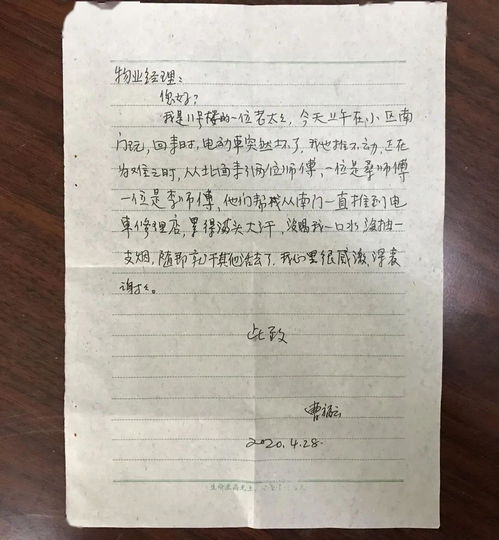 物业经理：
您好？
我是11号楼的一位老太太，今天上午在小区南
门玩，回来时，电动车突然坏了，我也推不动，正在
为难之时，从北面来了两位师傅，一位是桑师傅
一位是李师傅，他们帮我从南门一直推到电
车修理店，累得满头大汗，没喝我一口水没抽一
支烟，随即就干其他活去了，我心里很感激，深表
谢谢。
此致
曹福云
2020.4.28.